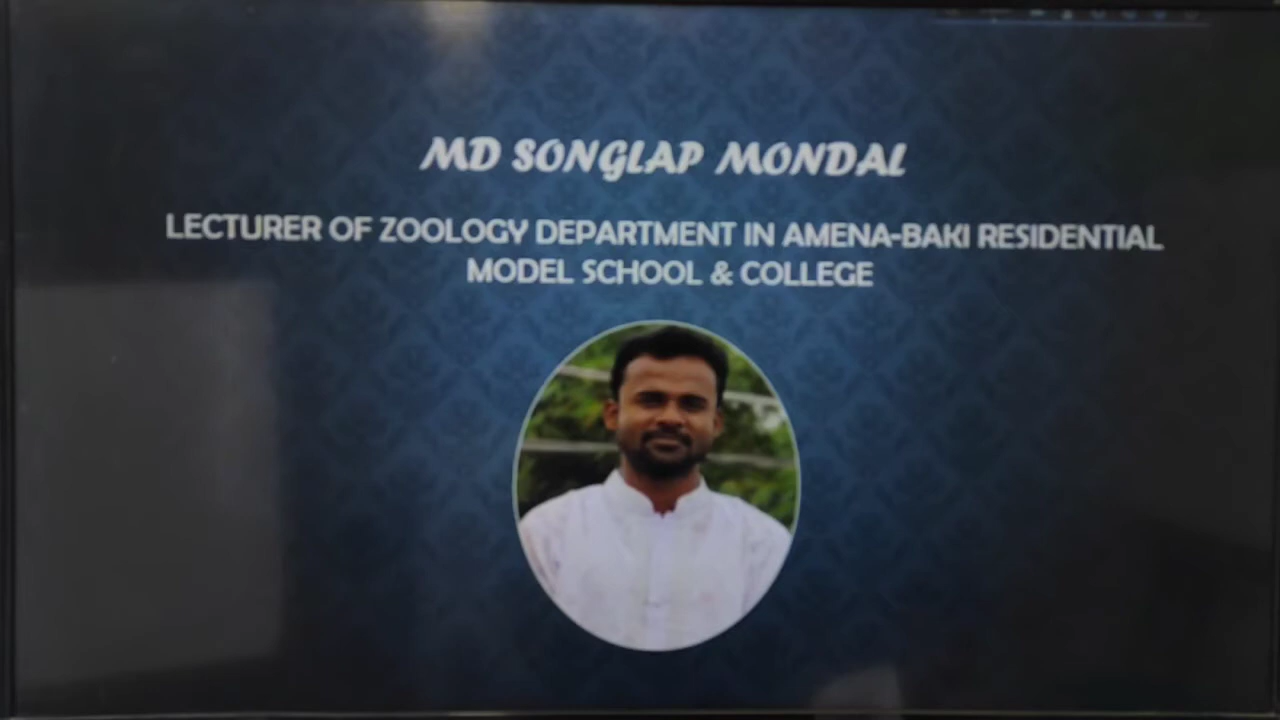 MD SONGLAP MONDAL
LECTURER OF ZOOLOGY DEPARTMENT IN AMENA-BAKI RESIDENTIAL
MODEL SCHOOL & COLLEGE